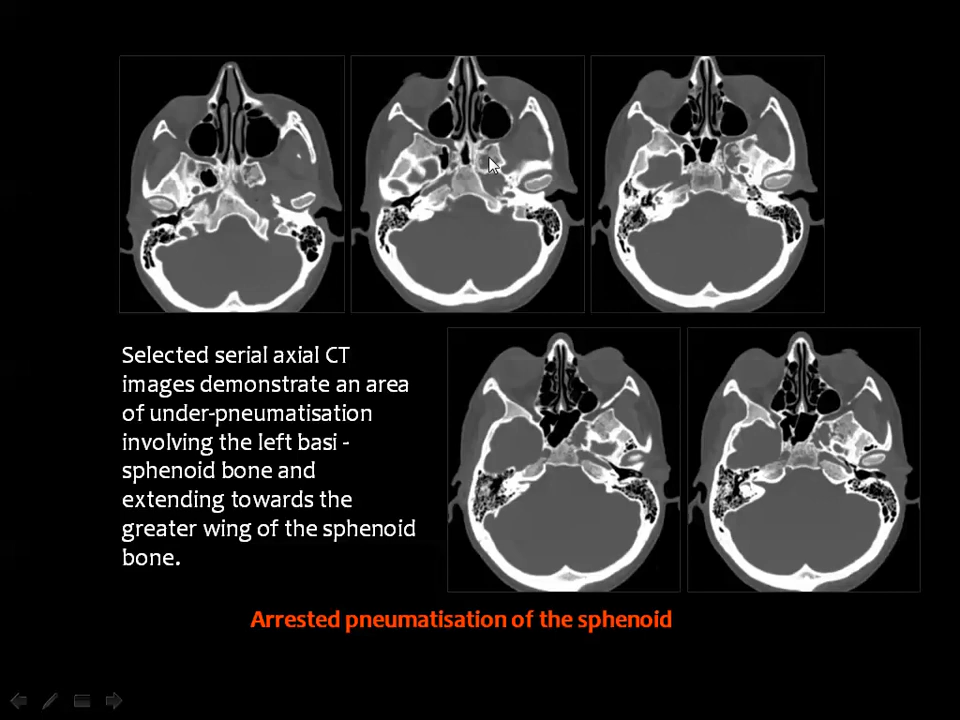 Selected serial axial CT
images demonstrate an area
of under-pneumatisation
involving the left basi -
sphenoid bone and
extending towards the
greater wing of the sphenoid
bone.
Arrested pneumatisation of the sphenoid